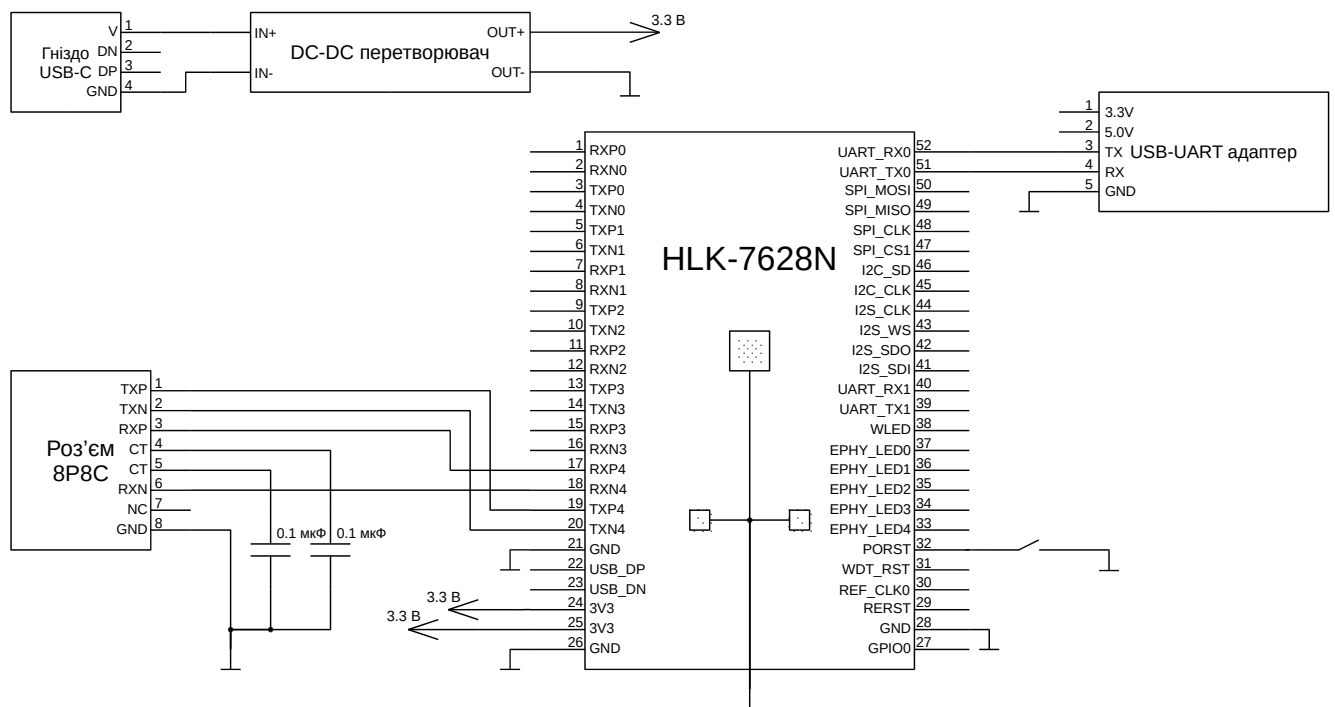 Гніздо
USB-C
V 1
DN 2
DP 3
GND 4
IN+
IN-
DC-DC перетворювач
OUT+
OUT-
3.3 В
1 3.3V
2 5.0V
3 TX
4 RX
5 GND
USB-UART адаптер
HLK-7628N
1 RXP0
2 RXN0
3 TXP0
4 TXN0
5 TXP1
6 TXN1
7 RXP1
8 RXN1
9 TXP2
10 TXN2
11 RXP2
12 RXN2
13 TXP3
14 TXN3
15 RXP3
16 RXN3
17 RXP4
18 RXN4
19 TXP4
20 TXN4
21 GND
22 USB_DP
23 USB_DN
24 3V3
25 3V3
26 GND
UART_RX0 52
UART_TX0 51
SPI_MOSI 50
SPI_MISO 49
SPI_CLK 48
SPI_CS1 47
I2C_SD 46
I2C_CLK 45
I2S_CLK 44
I2S_WS 43
I2S_SDO 42
I2S_SDI 41
UART_RX1 40
UART_TX1 39
WLED 38
EPHY_LED0 37
EPHY_LED1 36
EPHY_LED2 35
EPHY_LED3 34
EPHY_LED4 33
PORST 32
WDT_RST 31
REF_CLK0 30
RERST 29
GND 28
GPIO0 27
Роз’єм
8P8C
TXP 1
TXN 2
RXP 3
CT 4
CT 5
RXN 6
NC 7
GND 8
0.1 мкФ
0.1 мкФ
3.3 В
3.3 В